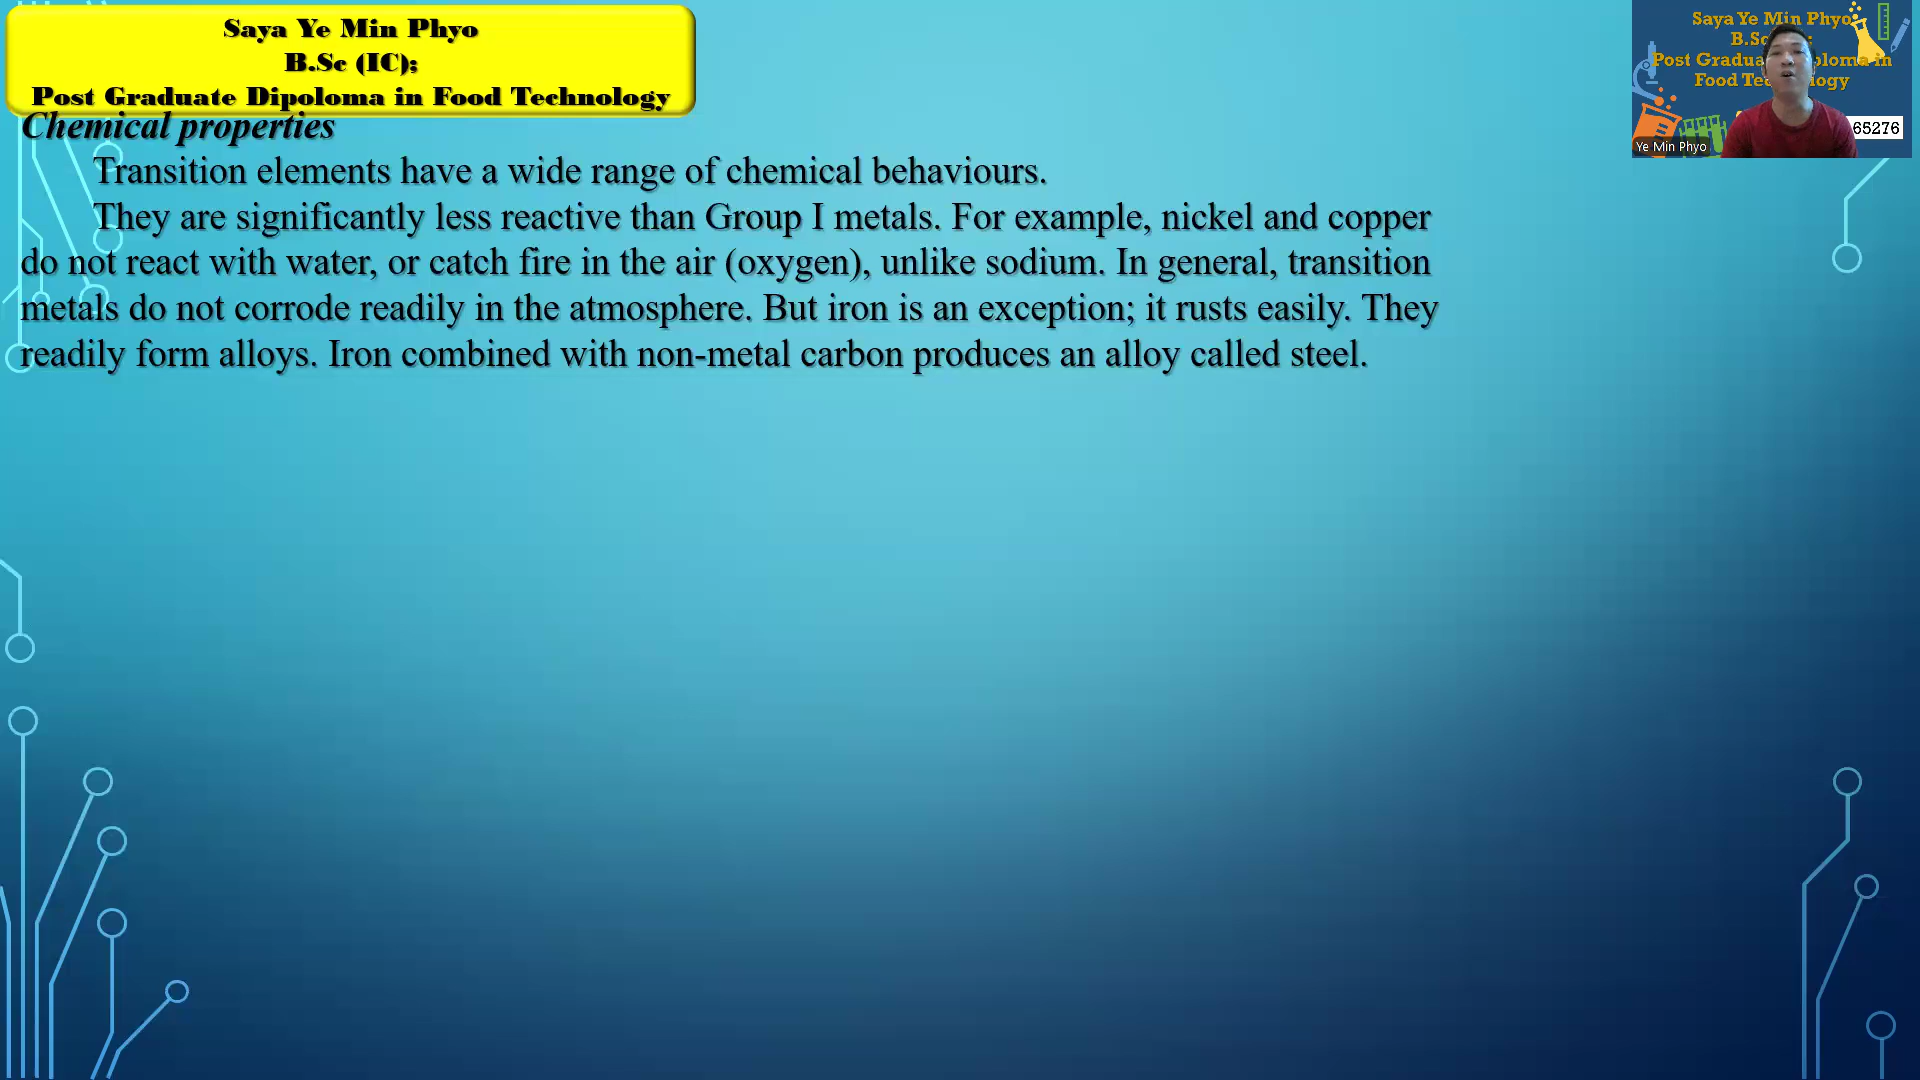 Saya Ye Min Phyo
B.Sc (IC);
Post Graduate Dipoloma in Food Technology
Chemical properties
Transition elements have a wide range of chemical behaviours.
They are significantly less reactive than Group I metals. For example, nickel and copper
do not react with water, or catch fire in the air (oxygen), unlike sodium. In general, transition
metals do not corrode readily in the atmosphere. But iron is an exception; it rusts easily. They
readily form alloys. Iron combined with non-metal carbon produces an alloy called steel.
Saya Ye Min Phyo
Post in
Food
65276
Ye Min Phyo